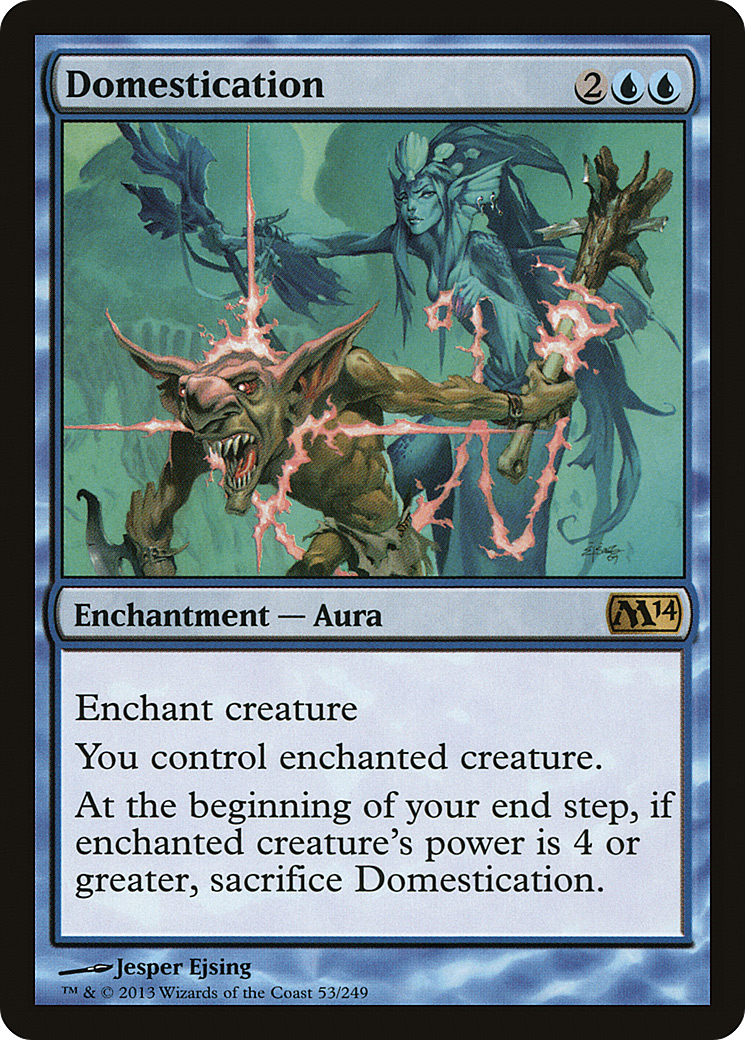 Domestication 2
Enchantment — Aura M14
Enchant creature
You control enchanted creature.
At the beginning of your end step, if
enchanted creature's power is 4 or
greater, sacrifice Domestication.
Jesper Ejsing
™ & © 2013 Wizards of the Coast 53/249